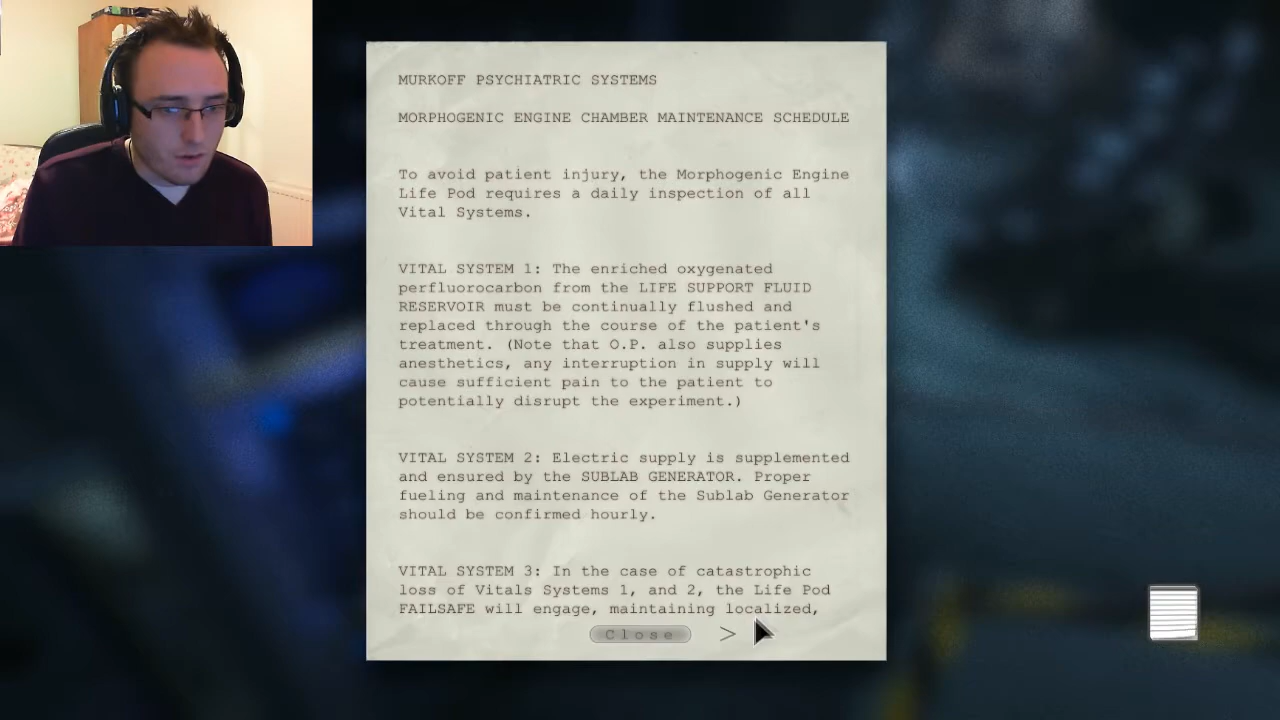 MURKOFF PSYCHIATRIC SYSTEMS
MORPHOGENIC ENGINE CHAMBER MAINTENANCE SCHEDULE
To avoid patient injury, the Morphogenic Engine
Life Pod requires a daily inspection of all
Vital Systems.
VITAL SYSTEM 1: The enriched oxygenated
perfluorocarbon from the LIFE SUPPORT FLUID
RESERVOIR must be continually flushed and
replaced through the course of the patient's
treatment. (Note that O.P. also supplies
anesthetics, any interruption in supply will
cause sufficient pain to the patient to
potentially disrupt the experiment.)
VITAL SYSTEM 2: Electric supply is supplemented
and ensured by the SUBLAB GENERATOR. Proper
fueling and maintenance of the Sublab Generator
should be confirmed hourly.
VITAL SYSTEM 3: In the case of catastrophic
loss of Vitals Systems 1, and 2, the Life Pod
FAILSAFE will engage, maintaining localized,
Close >